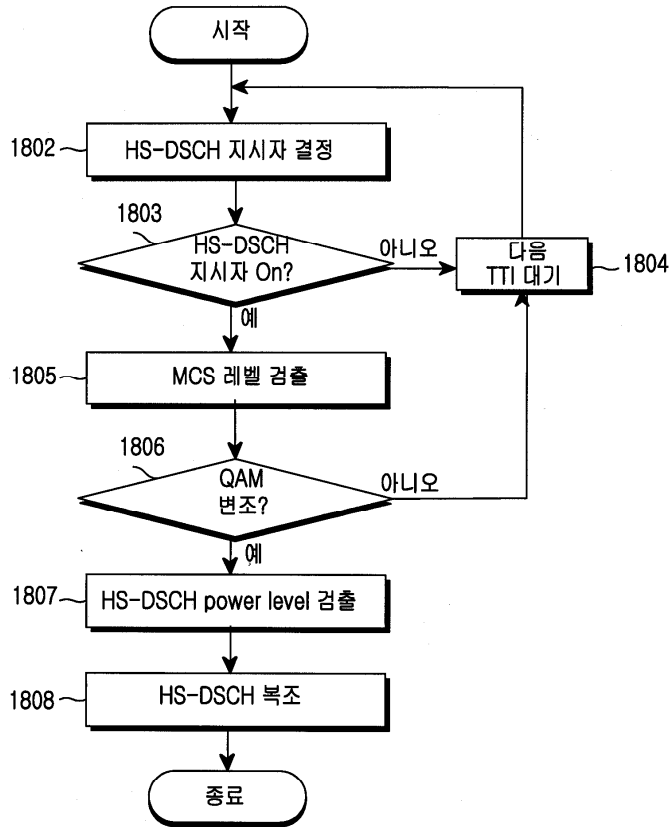 시작
1802
HS-DSCH 지시자 결정
1803
HS-DSCH
지시자 On?
아니오
다음
TTI 대기
1804
예
1805
MCS 레벨 검출
1806
QAM
변조?
아니오
예
1807
HS-DSCH power level 검출
1808
HS-DSCH 복조
종료